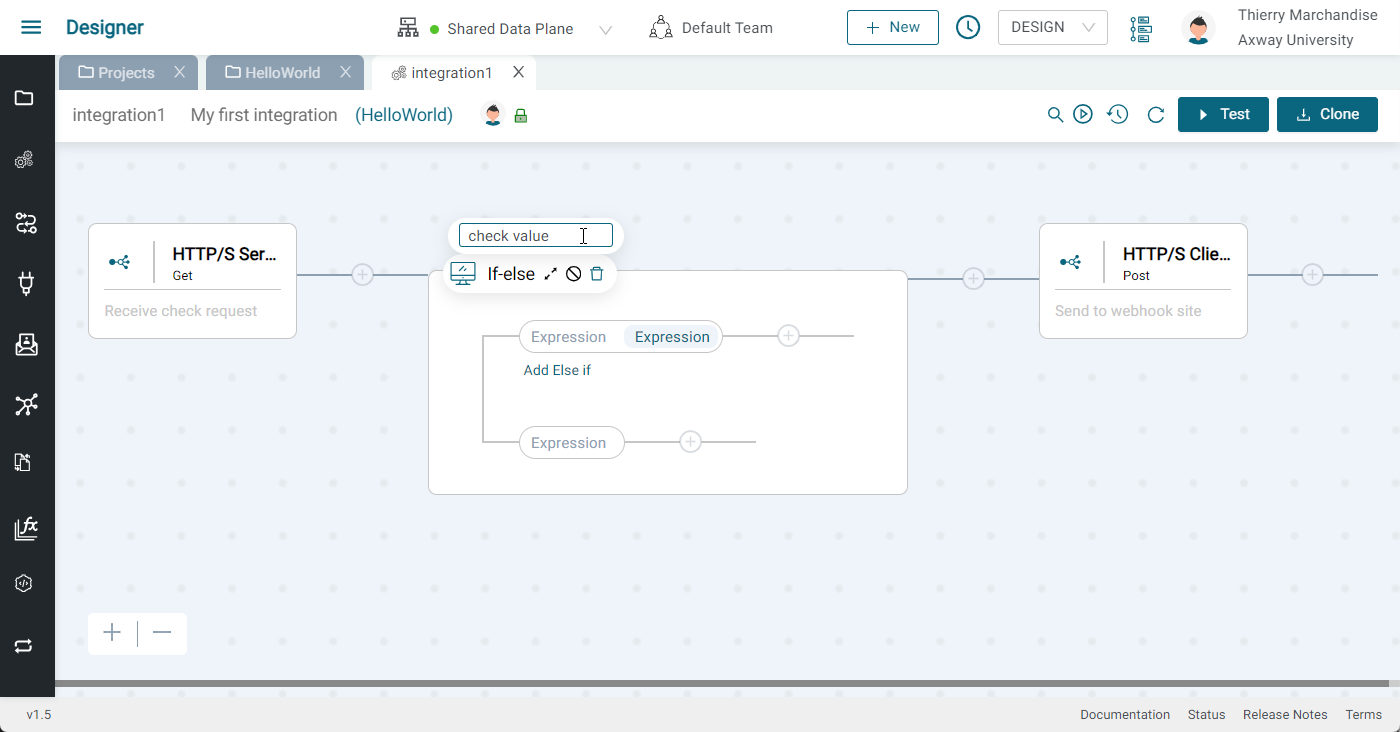 Designer
Shared Data Plane
Default Team
+ New
DESIGN
Thierry Marchandise
Axway University
Projects X
HelloWorld X
integration1 X
integration1 My first integration (HelloWorld)
Test
Clone
HTTP/S Ser...
Get
Receive check request
check value
If-else
Expression Expression
Add Else if
Expression
HTTP/S Clie...
Post
Send to webhook site
v1.5
Documentation Status Release Notes Terms